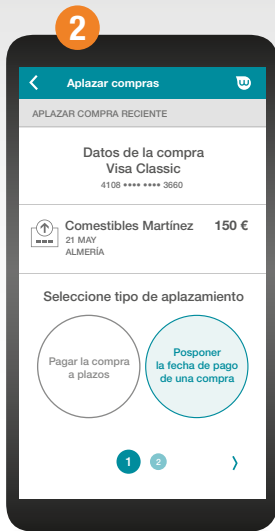 2
Aplazar compras
APLAZAR COMPRA RECIENTE
Datos de la compra
Visa Classic
4108 •••• •••• 3660
Comestibles Martínez 150 €
21 MAY
ALMERÍA
Seleccione tipo de aplazamiento
Pagar la compra
a plazos
Posponer
la fecha de pago
de una compra
1 2